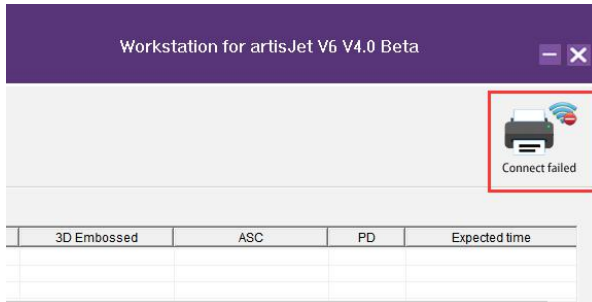 Workstation for artisJet V6 V4.0 Beta
Connect failed
3D Embossed ASC PD Expected time